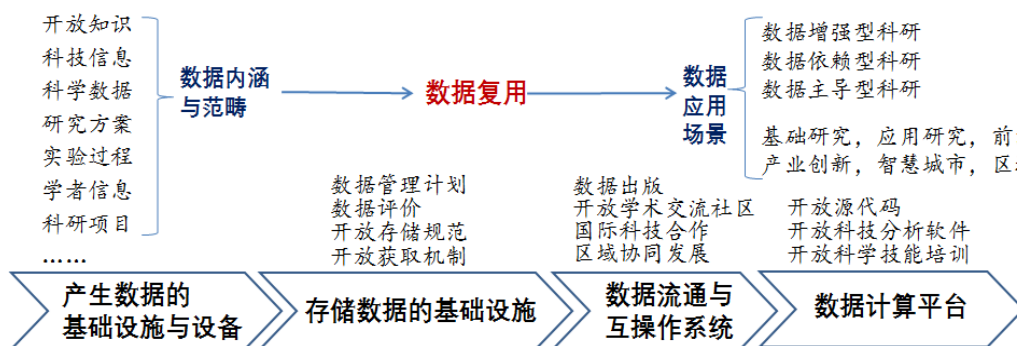 开放知识
科技信息
科学数据
研究方案
实验过程
学者信息
科研项目
……
数据内涵
与范畴
数据复用
数据
应用
场景
数据增强型科研
数据依赖型科研
数据主导型科研
基础研究，应用研究，前
产业创新，智慧城市，区
数据管理计划
数据评价
开放存储规范
开放获取机制
数据出版
开放学术交流社区
国际科技合作
区域协同发展
开放源代码
开放科技分析软件
开放科学技能培训
产生数据的
基础设施与设备
存储数据的基础设施
数据流通与
互操作系统
数据计算平台